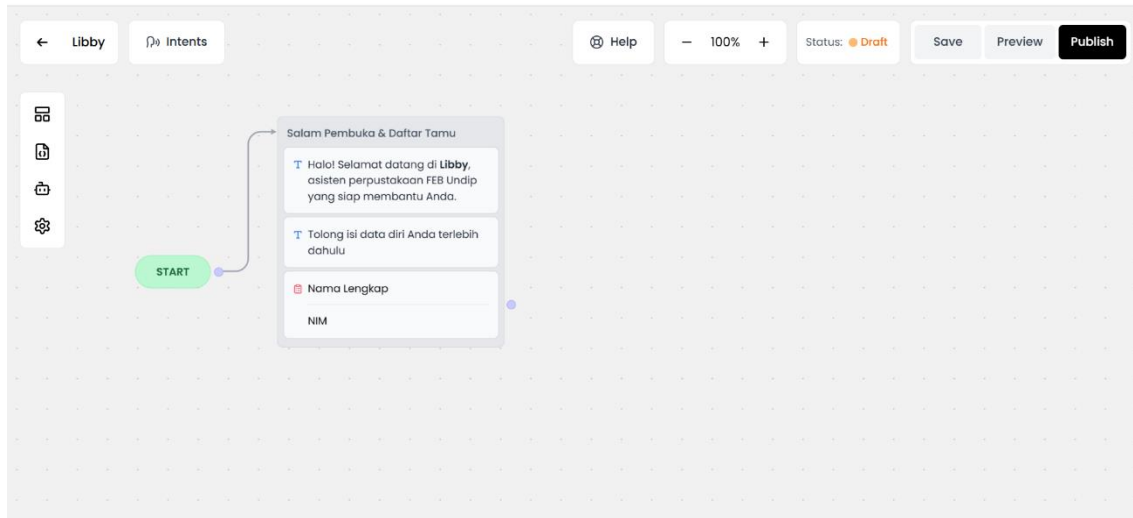 ← Libby
Intents
Help
− 100% +
Status: Draft
Save
Preview
Publish
START
Salam Pembuka & Daftar Tamu
Halo! Selamat datang di Libby,
asisten perpustakaan FEB Undip
yang siap membantu Anda.
Tolong isi data diri Anda terlebih
dahulu
Nama Lengkap
NIM